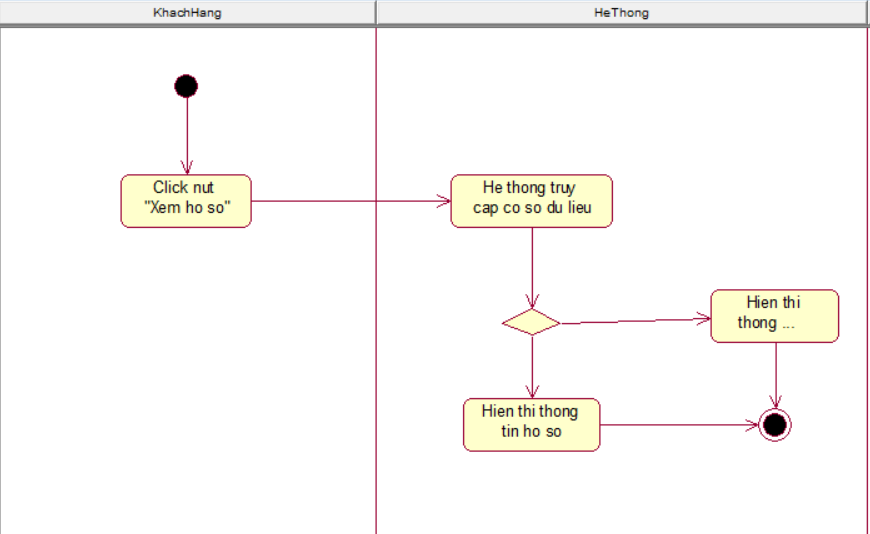 KhachHang
HeThong
Click nut
"Xem ho so"
He thong truy
cap co so du lieu
Hien thi
thong ...
Hien thi thong
tin ho so